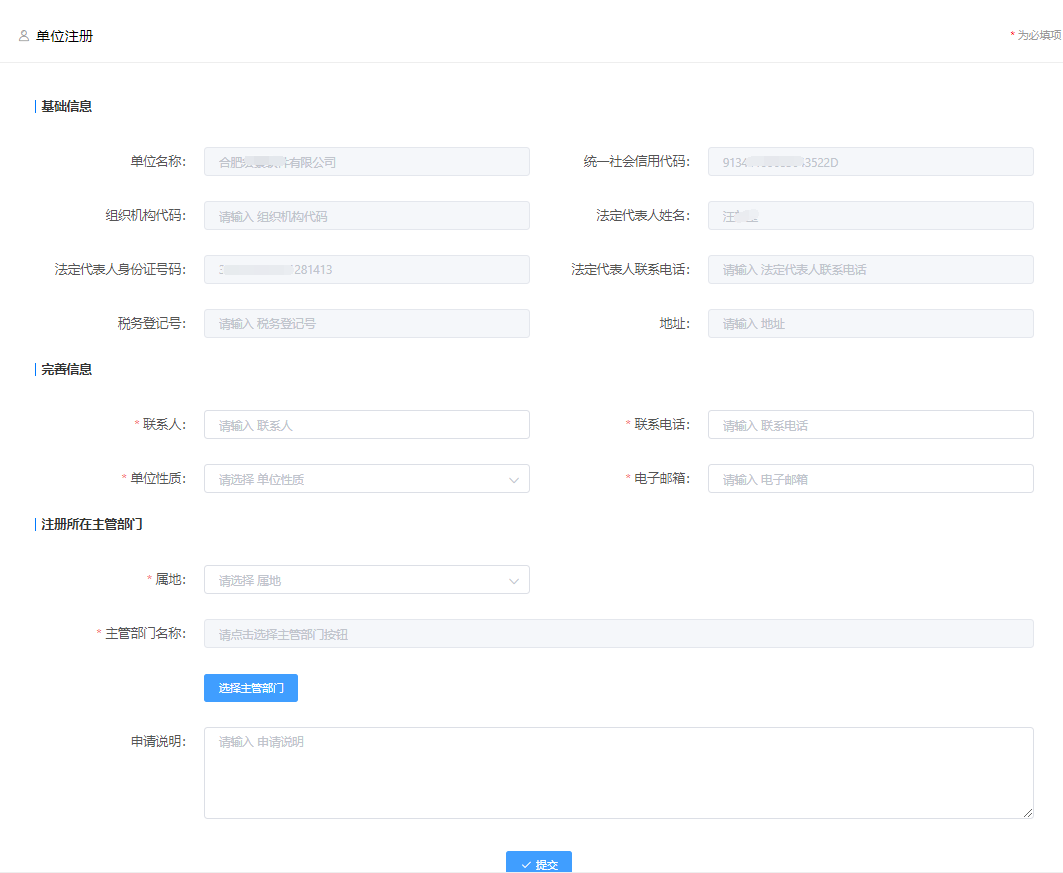 单位注册
* 为必填项
基础信息
单位名称: 合肥 有限公司
统一社会信用代码: 9134 3522D
组织机构代码: 请输入 组织机构代码
法定代表人姓名: 汪
法定代表人身份证号码: 281413
法定代表人联系电话: 请输入 法定代表人联系电话
税务登记号: 请输入 税务登记号
地址: 请输入 地址
完善信息
* 联系人: 请输入 联系人
* 联系电话: 请输入 联系电话
* 单位性质: 请选择 单位性质
* 电子邮箱: 请输入 电子邮箱
注册所在主管部门
* 属地: 请选择 属地
* 主管部门名称: 请点击选择主管部门按钮
选择主管部门
申请说明: 请输入 申请说明
提交